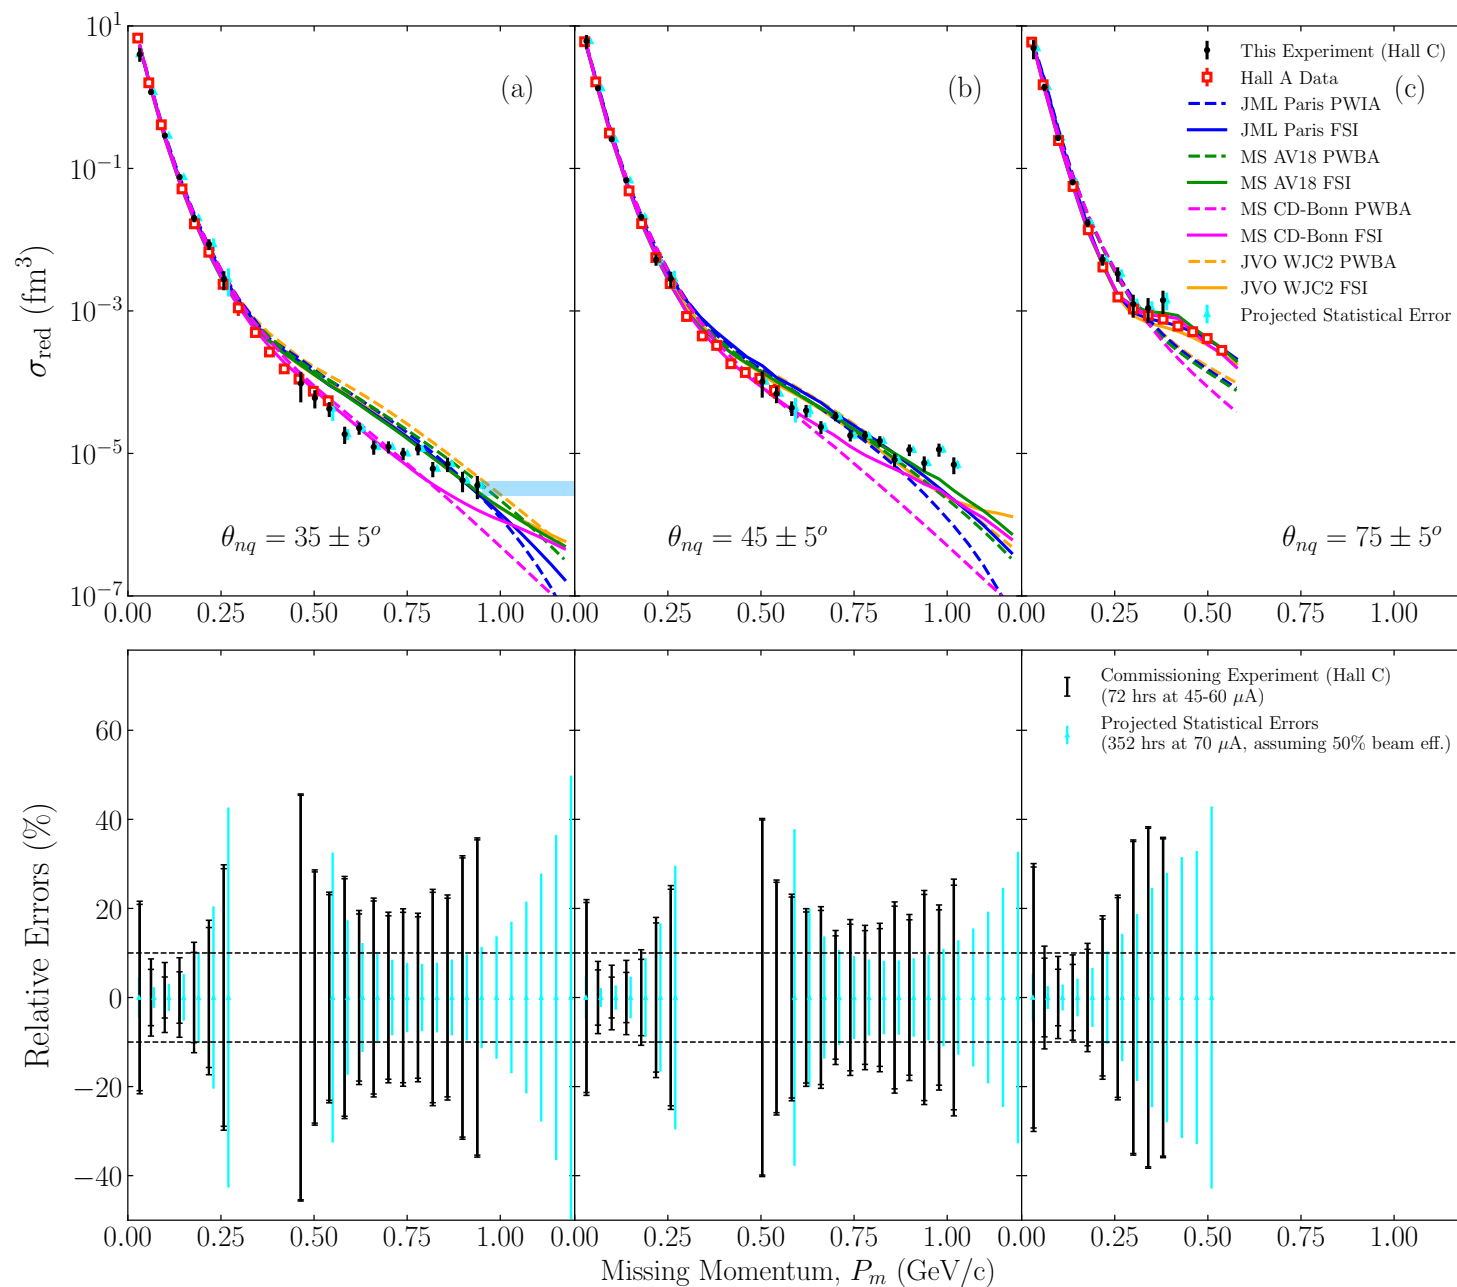 10^1
10^{-1}
10^{-3}
10^{-5}
10^{-7}
σ_red (fm^3)
(a)
(b)
(c)
This Experiment (Hall C)
Hall A Data
JML Paris PWIA
JML Paris FSI
MS AV18 PWBA
MS AV18 FSI
MS CD-Bonn PWBA
MS CD-Bonn FSI
JVO WJC2 PWBA
JVO WJC2 FSI
Projected Statistical Error
θ_nq = 35 ± 5^o
θ_nq = 45 ± 5^o
θ_nq = 75 ± 5^o
0.00 0.25 0.50 0.75 1.00 0.00 0.25 0.50 0.75 1.00 0.00 0.25 0.50 0.75 1.00
Commissioning Experiment (Hall C)
(72 hrs at 45-60 μA)
Projected Statistical Errors
(352 hrs at 70 μA, assuming 50% beam eff.)
60
40
20
0
−20
−40
Relative Errors (%)
0.00 0.25 0.50 0.75 1.00 0.00 0.25 0.50 0.75 1.00 0.00 0.25 0.50 0.75 1.00
Missing Momentum, P_m (GeV/c)